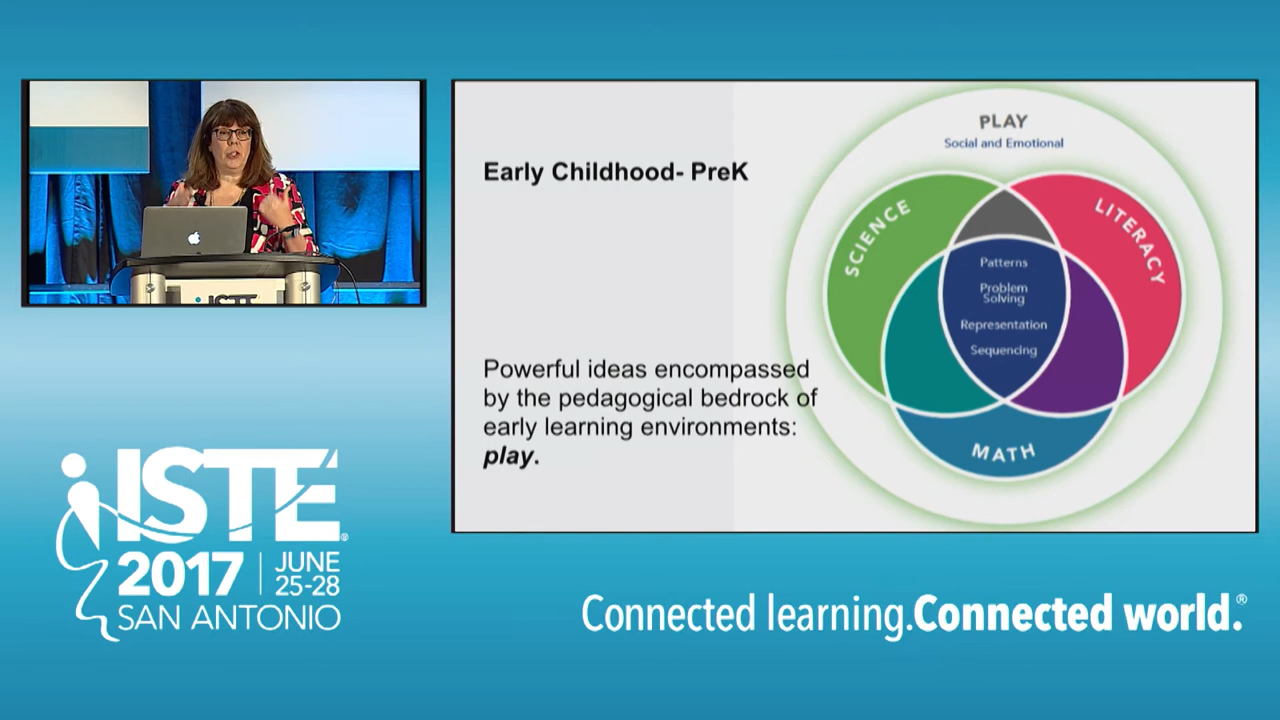 ISTE
PLAY
Social and Emotional
Early Childhood- PreK
SCIENCE
LITERACY
Patterns
Problem
Solving
Representation
Sequencing
MATH
Powerful ideas encompassed
by the pedagogical bedrock of
early learning environments:
play.
ISTE®
2017 | JUNE
25-28
SAN ANTONIO
Connected learning.Connected world.®